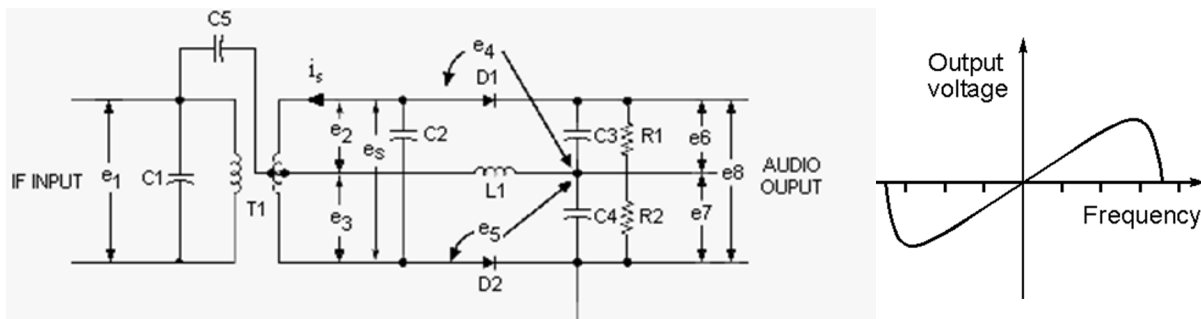 C5
IF INPUT
e1
C1
T1
is
e2
es
e3
C2
e4
D1
L1
e5
D2
C3
R1
C4
R2
e6
e7
e8
AUDIO
OUPUT
Output
voltage
Frequency